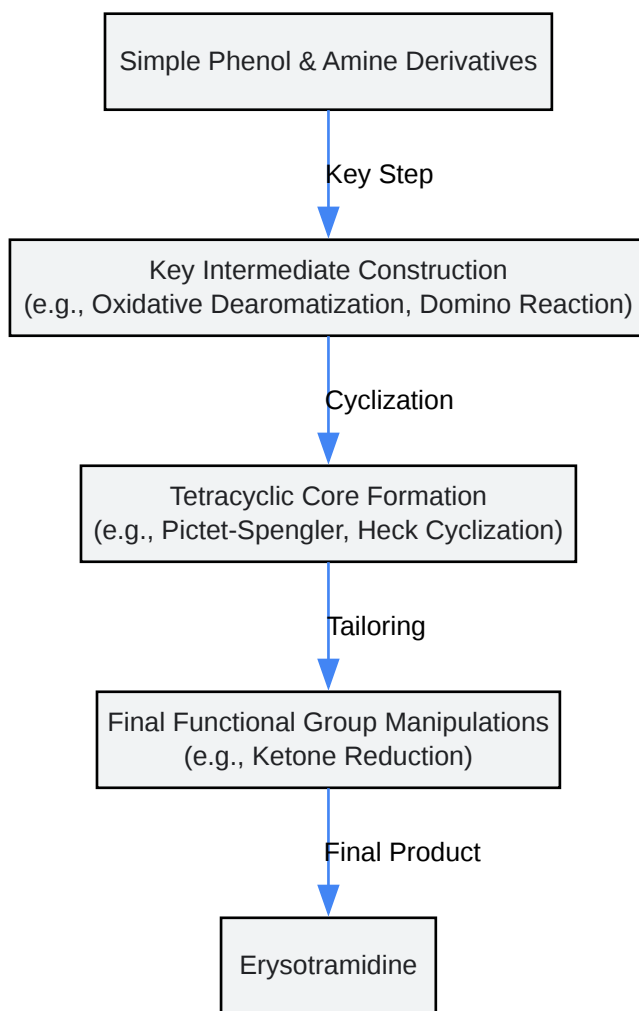 Simple Phenol & Amine Derivatives
Key Step
Key Intermediate Construction
(e.g., Oxidative Dearomatization, Domino Reaction)
Cyclization
Tetracyclic Core Formation
(e.g., Pictet-Spengler, Heck Cyclization)
Tailoring
Final Functional Group Manipulations
(e.g., Ketone Reduction)
Final Product
Erysotramidine